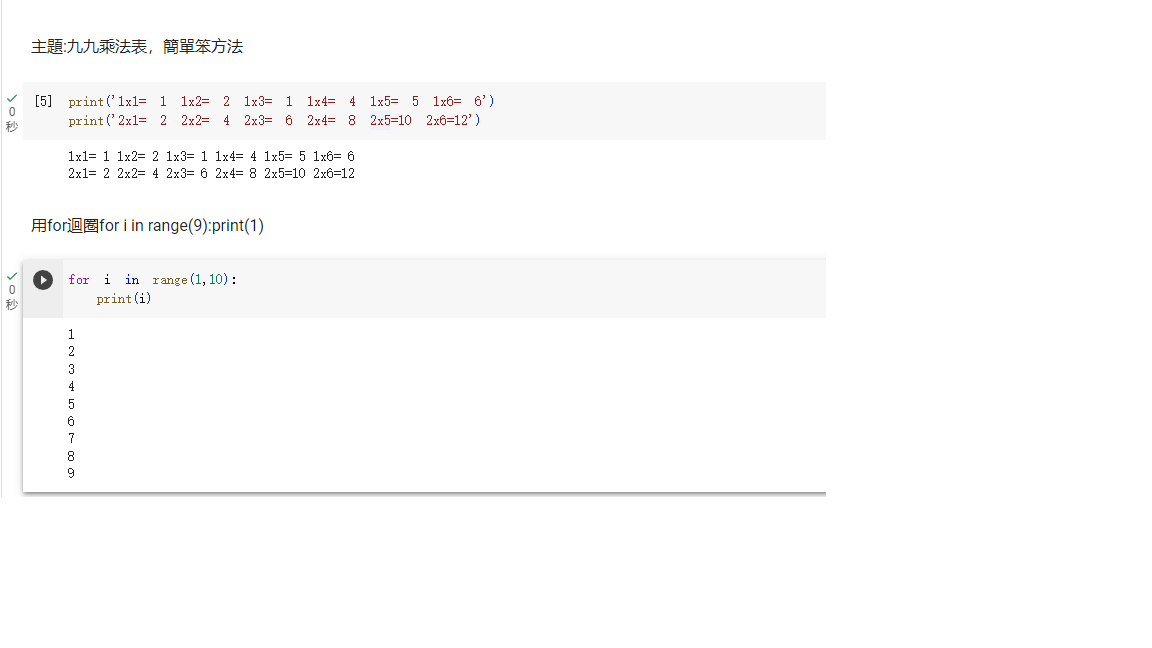 主題:九九乘法表，簡單笨方法
✓
0
秒
[5]
print('1x1=  1  1x2=  2  1x3=  1  1x4=  4  1x5=  5  1x6=  6')
print('2x1=  2  2x2=  4  2x3=  6  2x4=  8  2x5=10  2x6=12')
1x1= 1 1x2= 2 1x3= 1 1x4= 4 1x5= 5 1x6= 6
2x1= 2 2x2= 4 2x3= 6 2x4= 8 2x5=10 2x6=12
用for迴圈for i in range(9):print(1)
✓
0
秒
for  i  in  range(1,10):
    print(i)
1
2
3
4
5
6
7
8
9